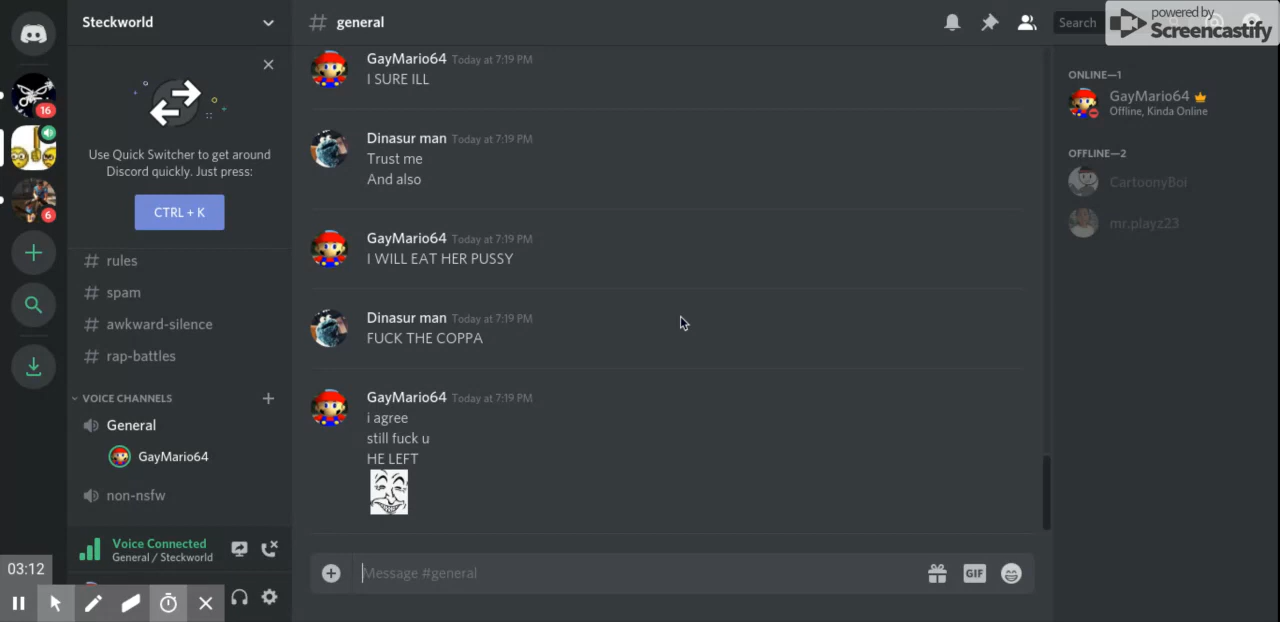 Steckworld
# general
Search
powered by
Screencastify
16
6
Use Quick Switcher to get around
Discord quickly. Just press:
CTRL + K
# rules
# spam
# awkward-silence
# rap-battles
VOICE CHANNELS
General
GayMario64
non-nsfw
Voice Connected
General / Steckworld
03:12
GayMario64 Today at 7:19 PM
I SURE ILL
Dinasur man Today at 7:19 PM
Trust me
And also
GayMario64 Today at 7:19 PM
I WILL EAT HER PUSSY
Dinasur man Today at 7:19 PM
FUCK THE COPPA
GayMario64 Today at 7:19 PM
i agree
still fuck u
HE LEFT
Message #general
GIF
ONLINE—1
GayMario64
Offline, Kinda Online
OFFLINE—2
CartoonyBoi
mr.playz23